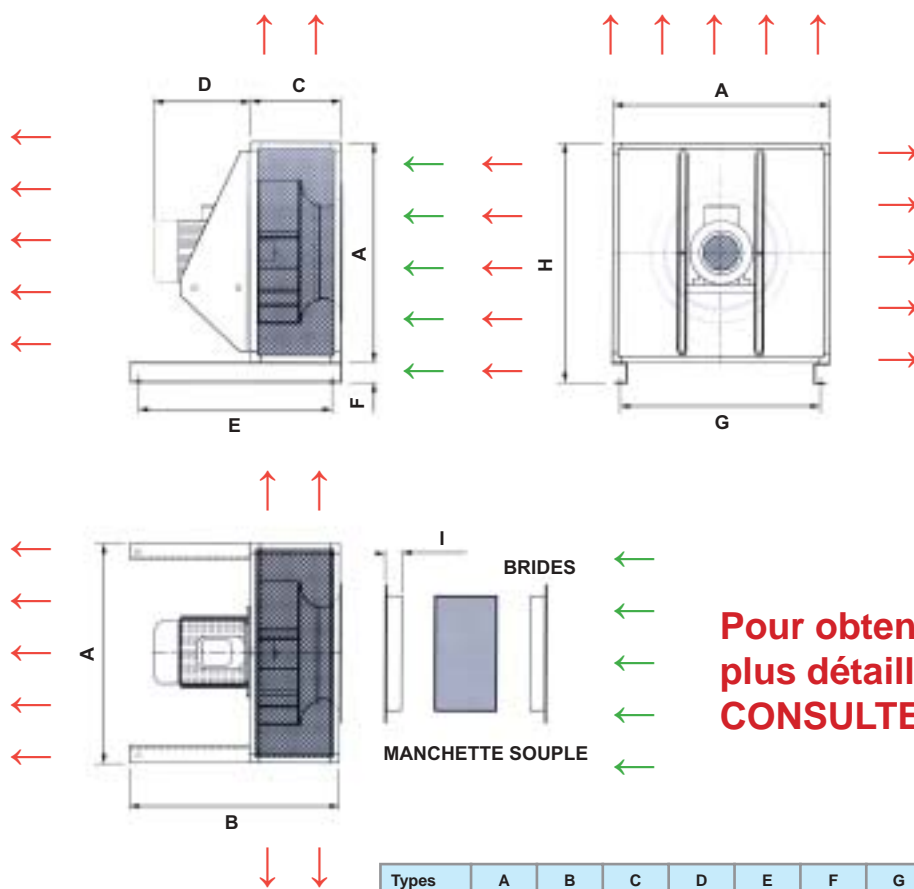 D
C
A
A
H
F
E
G
I
BRIDES
A
Pour obten
plus détaill
CONSULTE
MANCHETTE SOUPLE
B
Types A B C D E F G